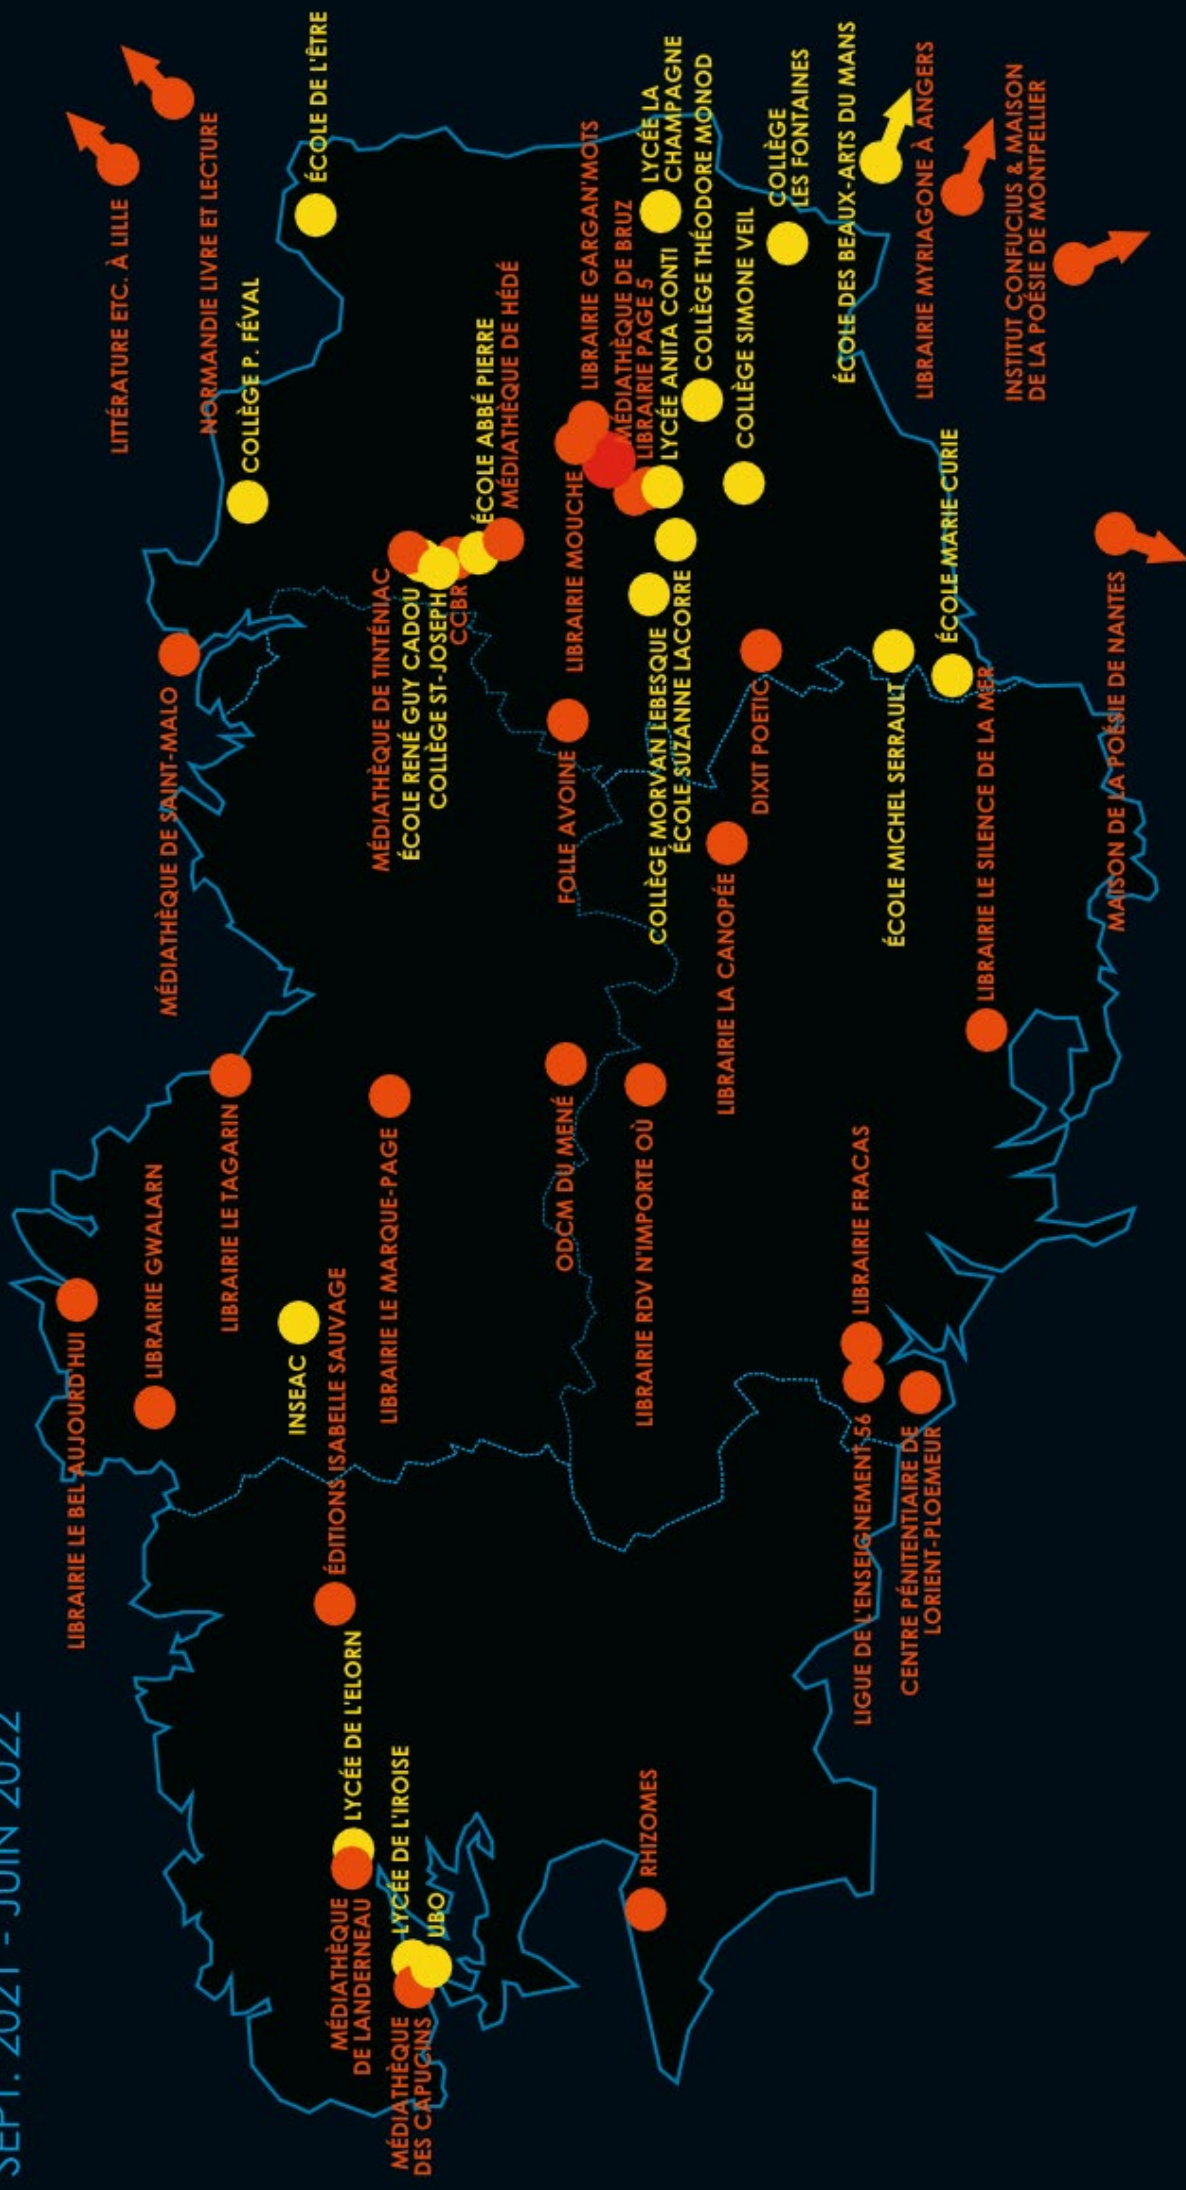 SEPT. 2021 - JUIN 2022
LIBRAIRIE LE BEL AUJOURD'HUI
LIBRAIRIE GWALARN
LIBRAIRIE LE TAGARIN
INSEAC
ÉDITIONS ISABELLE SAUVAGE
LIBRAIRIE LE MARQUE-PAGE
LYCÉE DE L'ELORN
MÉDIATHÈQUE
DE LANDERNEAU
LYCÉE DE L'IROISE
UBO
MÉDIATHÈQUE
DES CAPUCINS
RHIZOMES
ODCM DU MENÉ
LIBRAIRIE RDV N'IMPORTE OÙ
LIGUE DE L'ENSEIGNEMENT 56
LIBRAIRIE FRACAS
CENTRE PÉNITENTIAIRE DE
LORIENT-PLOEMEUR
MÉDIATHÈQUE DE SAINT-MALO
COLLÈGE P. FÉVAL
LITTÉRATURE ETC. À LILLE
NORMANDIE LIVRE ET LECTURE
ÉCOLE DE L'ÊTRE
MÉDIATHÈQUE DE TINTÉNIAC
ÉCOLE RENÉ GUY CADOU
COLLÈGE ST-JOSEPH
CCBR
ÉCOLE ABBÉ PIERRE
MÉDIATHÈQUE DE HÉDÉ
FOLLE AVOINE
LIBRAIRIE MOUCHE
LIBRAIRIE GARGAN'MOTS
MÉDIATHÈQUE DE BRUZ
LIBRAIRIE PAGE 5
LYCÉE ANITA CONTI
LYCÉE LA
CHAMPAGNE
COLLÈGE THÉODORE MONOD
COLLÈGE MORVAN LEBESQUE
ÉCOLE SUZANNE LACORRE
COLLÈGE SIMONE VEIL
COLLÈGE
LES FONTAINES
LIBRAIRIE LA CANOPÉE
DIXIT POETIC
ÉCOLE DES BEAUX-ARTS DU MANS
ÉCOLE MICHEL SERRAULT
LIBRAIRIE MYRIAGONE À ANGERS
ÉCOLE MARIE CURIE
LIBRAIRIE LE SILENCE DE LA MER
INSTITUT CONFUCIUS & MAISON
DE LA POÉSIE DE MONTPELLIER
MAISON DE LA POÉSIE DE NANTES